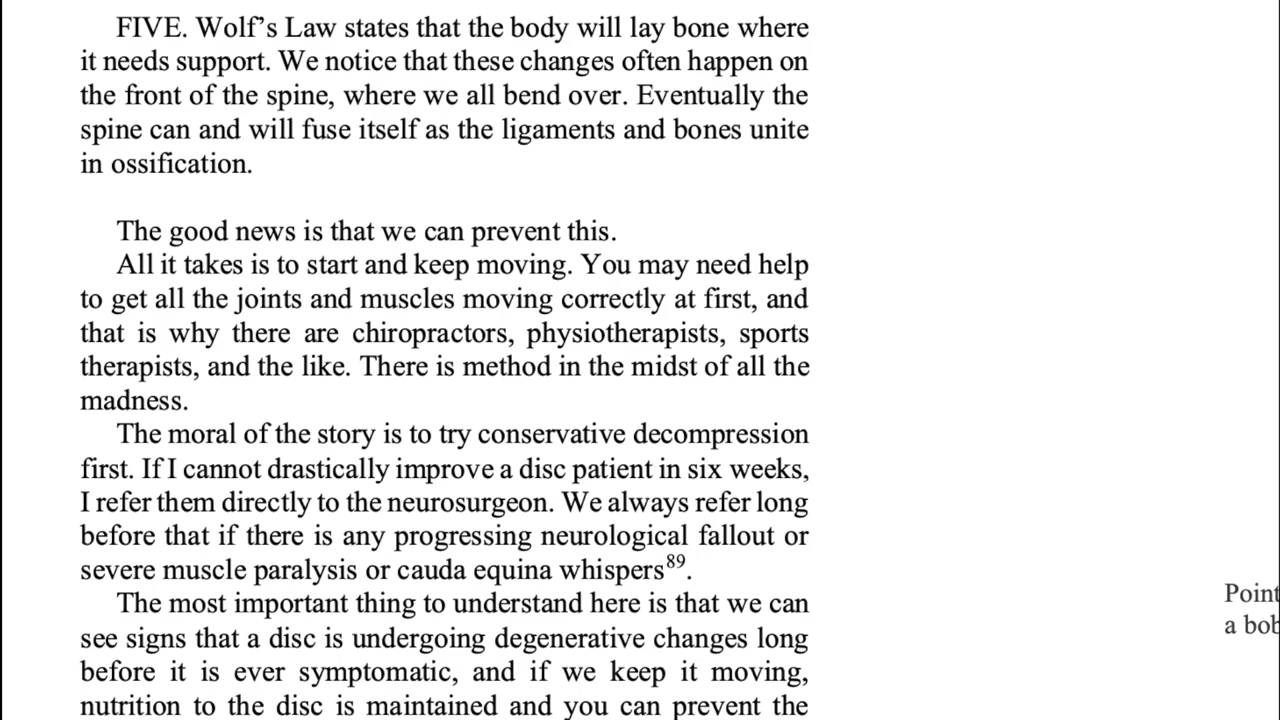 FIVE. Wolf’s Law states that the body will lay bone where
it needs support. We notice that these changes often happen on
the front of the spine, where we all bend over. Eventually the
spine can and will fuse itself as the ligaments and bones unite
in ossification.
The good news is that we can prevent this.
All it takes is to start and keep moving. You may need help
to get all the joints and muscles moving correctly at first, and
that is why there are chiropractors, physiotherapists, sports
therapists, and the like. There is method in the midst of all the
madness.
The moral of the story is to try conservative decompression
first. If I cannot drastically improve a disc patient in six weeks,
I refer them directly to the neurosurgeon. We always refer long
before that if there is any progressing neurological fallout or
severe muscle paralysis or cauda equina whispers⁸⁹.
The most important thing to understand here is that we can
see signs that a disc is undergoing degenerative changes long
before it is ever symptomatic, and if we keep it moving,
nutrition to the disc is maintained and you can prevent the
Point
a bob